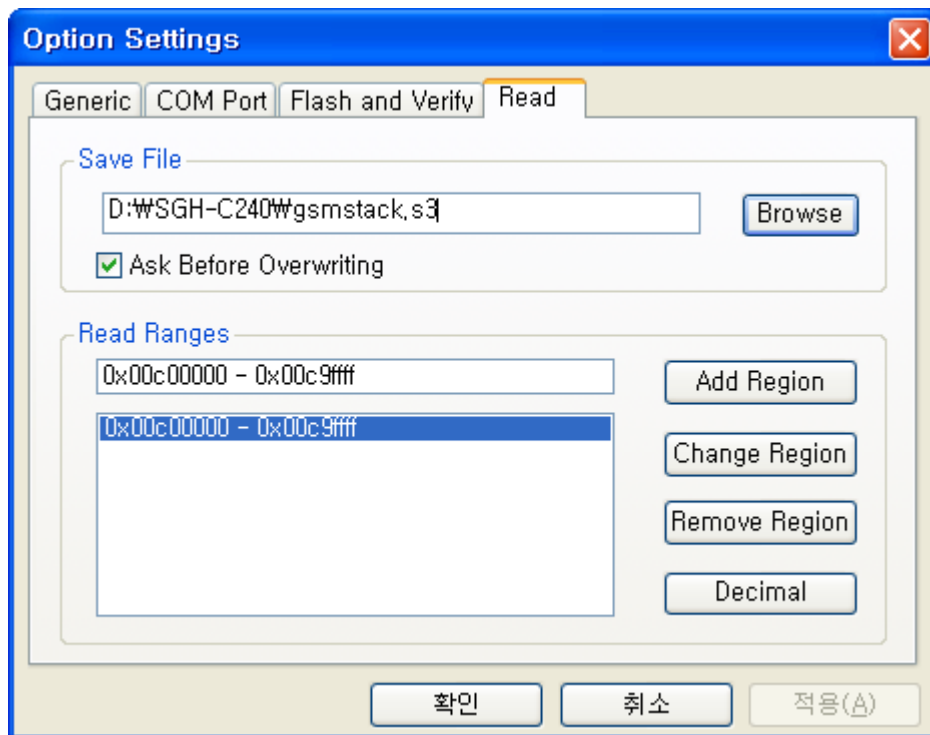 Option Settings
Generic COM Port Flash and Verify Read
Save File
D:₩SGH-C240₩gsmstack.s3
Browse
Ask Before Overwriting
Read Ranges
0x00c00000 - 0x00c9ffff
Add Region
0x00c00000 - 0x00c9ffff
Change Region
Remove Region
Decimal
확인 취소 적용(A)